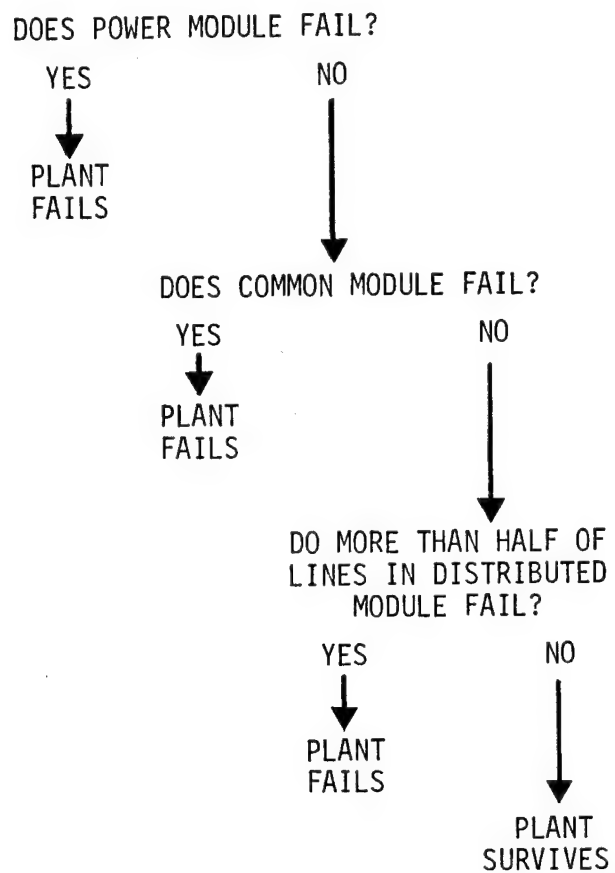 DOES POWER MODULE FAIL?
YES
NO
PLANT
FAILS
DOES COMMON MODULE FAIL?
YES
NO
PLANT
FAILS
DO MORE THAN HALF OF
LINES IN DISTRIBUTED
MODULE FAIL?
YES
NO
PLANT
FAILS
PLANT
SURVIVES